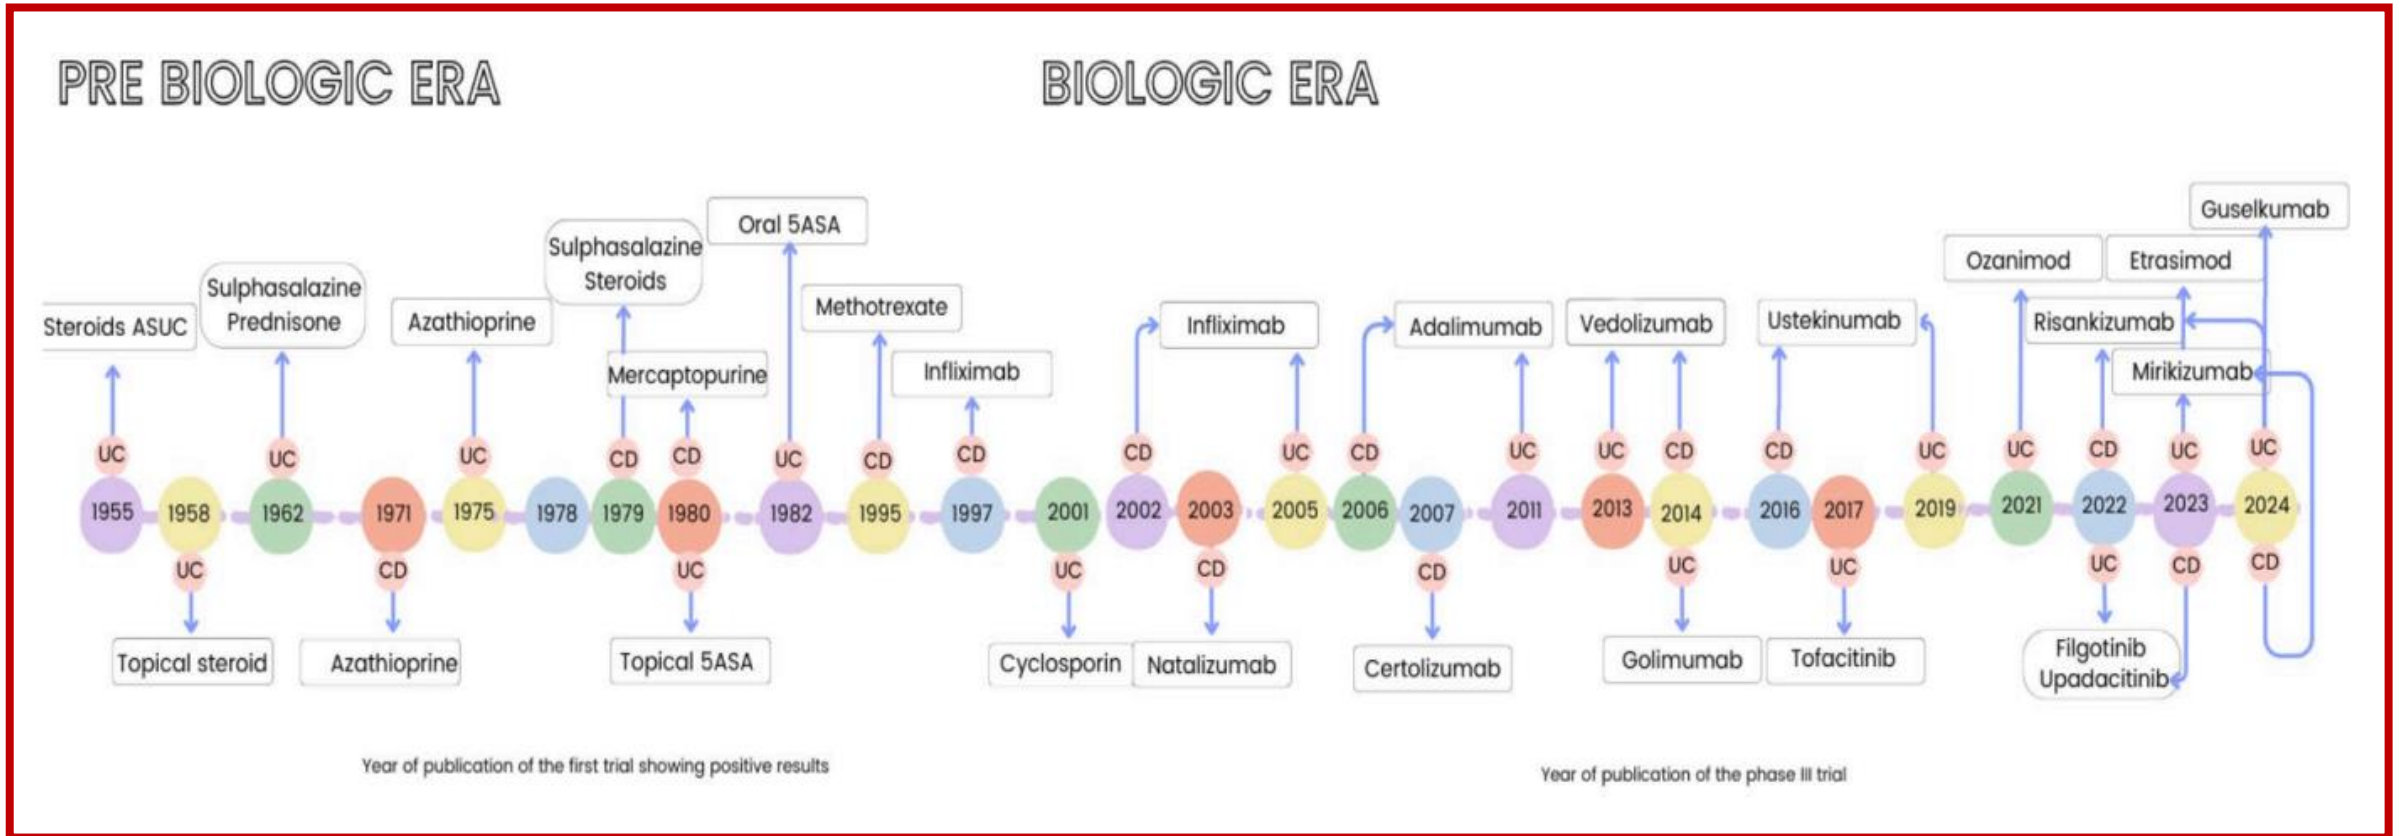 PRE BIOLOGIC ERA
BIOLOGIC ERA
Guselkumab
Oral 5ASA
Sulphasalazine
Steroids
Ozanimod
Etrasimod
Sulphasalazine
Prednisone
Steroids ASUC
Azathioprine
Methotrexate
Infliximab
Adalimumab
Vedolizumab
Ustekinumab
Risankizumab
Mercaptopurine
Infliximab
Mirikizumab
UC
UC
UC
CD
CD
UC
CD
CD
CD
UC
CD
UC
UC
CD
CD
UC
UC
CD
UC
UC
1955
1958
1962
1971
1975
1978
1979
1980
1982
1995
1997
2001
2002
2003
2005
2006
2007
2011
2013
2014
2016
2017
2019
2021
2022
2023
2024
UC
CD
UC
UC
CD
CD
UC
UC
UC
CD
CD
Topical steroid
Azathioprine
Topical 5ASA
Cyclosporin
Natalizumab
Certolizumab
Golimumab
Tofacitinib
Filgotinib
Upadacitinib
Year of publication of the first trial showing positive results
Year of publication of the phase III trial